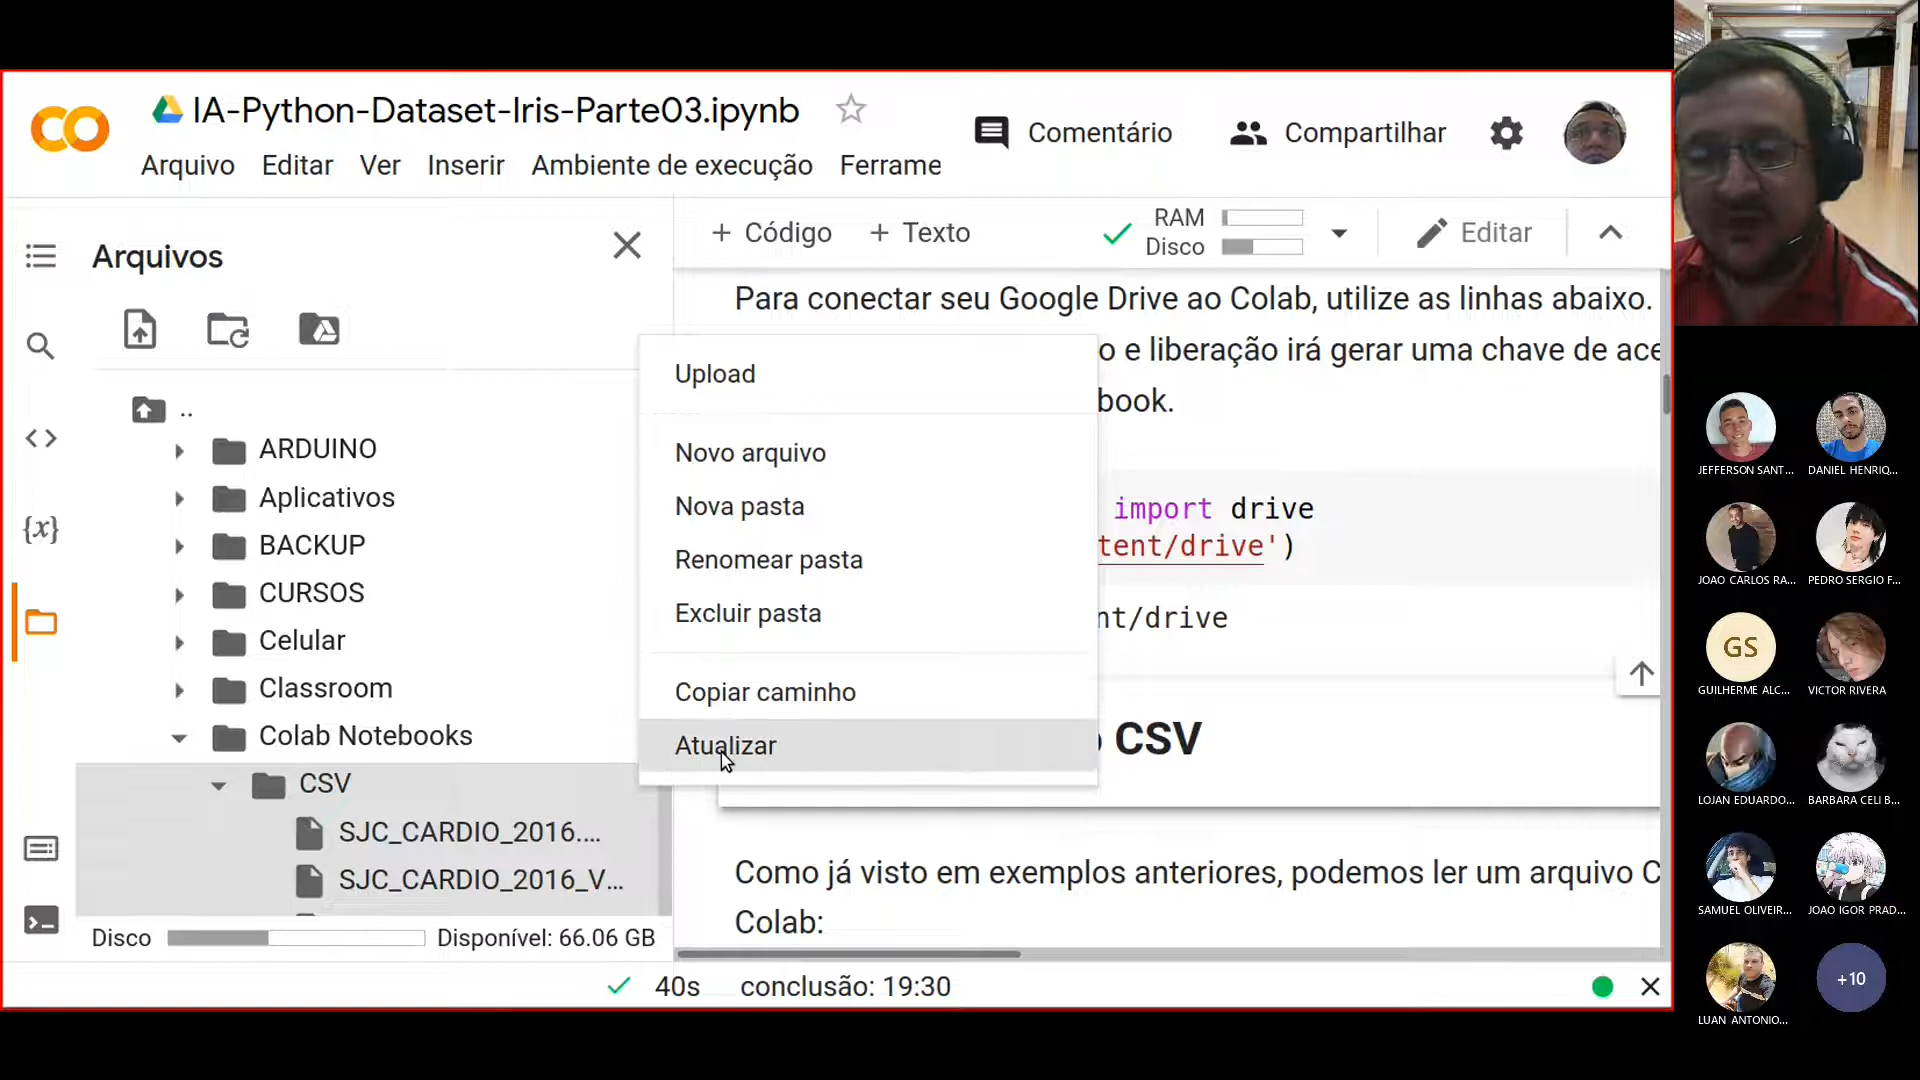 IA-Python-Dataset-Iris-Parte03.ipynb
Comentário
Compartilhar
Arquivo Editar Ver Inserir Ambiente de execução Ferrame
Arquivos
+ Código + Texto
RAM
Disco
Editar
..
ARDUINO
Aplicativos
BACKUP
CURSOS
Celular
Classroom
Colab Notebooks
CSV
SJC_CARDIO_2016....
SJC_CARDIO_2016_V...
Disco
Disponível: 66.06 GB
Upload
Novo arquivo
Nova pasta
Renomear pasta
Excluir pasta
Copiar caminho
Atualizar
Para conectar seu Google Drive ao Colab, utilize as linhas abaixo.
o e liberação irá gerar uma chave de ace
book.
import drive
tent/drive')
nt/drive
CSV
Como já visto em exemplos anteriores, podemos ler um arquivo C
Colab:
40s conclusão: 19:30
JEFFERSON SANT...
DANIEL HENRIQ...
JOAO CARLOS RA...
PEDRO SERGIO F...
GS
GUILHERME ALC...
VICTOR RIVERA
LOJAN EDUARDO...
BARBARA CELI B...
SAMUEL OLIVEIR...
JOAO IGOR PRAD...
LUAN ANTONIO...
+10